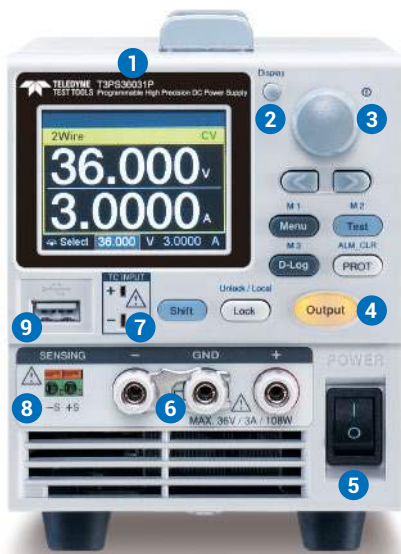 1
TELEDYNE T3PS36031P
TEST TOOLS Programmable High Precision DC Power Supply
Display
2
3
2Wire CV
36.000 V
3.0000 A
Select 36.000 V 3.0000 A
M 1 M 2
Menu Test
M 3 ALM_CLR
D-Log PROT
TC INPUT
+
−
Unlock / Local
Shift Lock
Output 4
9 7
SENSING − GND + POWER
8 −S +S
6
MAX. 36V / 3A / 108W
I
O
5